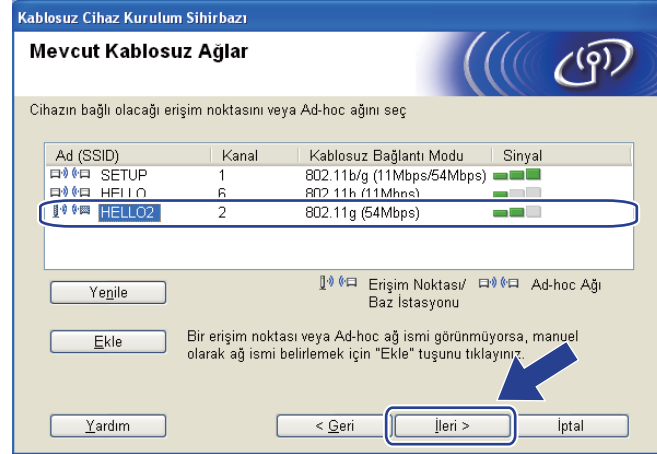 Kablosuz Cihaz Kurulum Sihirbazı
Mevcut Kablosuz Ağlar
Cihazın bağlı olacağı erişim noktasını veya Ad-hoc ağını seç
Ad (SSID) Kanal Kablosuz Bağlantı Modu Sinyal
SETUP 1 802.11b/g (11Mbps/54Mbps)
HELLO 6 802.11b (11Mbps)
HELLO2 2 802.11g (54Mbps)
Yenile
Erişim Noktası/ Ad-hoc Ağı
Baz İstasyonu
Ekle
Bir erişim noktası veya Ad-hoc ağ ismi görünmüyorsa, manuel
olarak ağ ismi belirlemek için "Ekle" tuşunu tıklayınız.
Yardım < Geri İleri > İptal